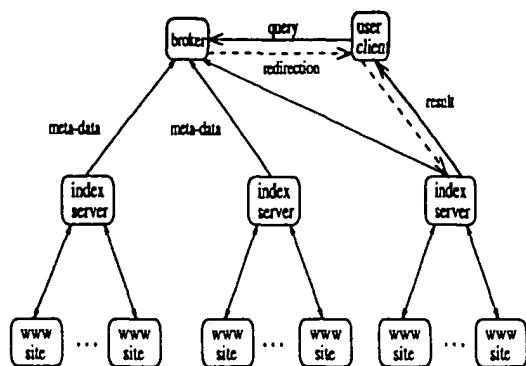 query
broker
user
client
redirection
result
meta-data
meta-data
index
server
index
server
index
server
www
site
...
www
site
www
site
...
www
site
www
site
...
www
site